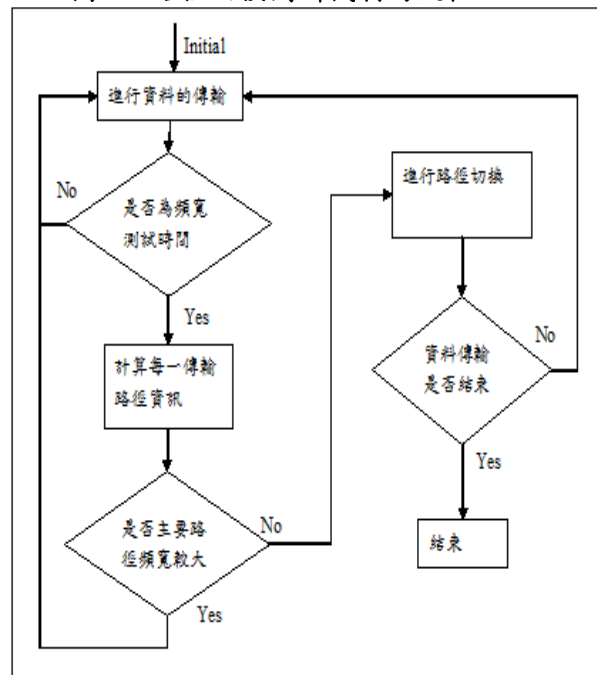 Initial
進行資料的傳輸
No
是否為頻寬
測試時間
Yes
計算每一傳輸
路徑資訊
是否主要路
徑頻寬較大
No
Yes
進行路徑切換
資料傳輸
是否結束
No
Yes
結束